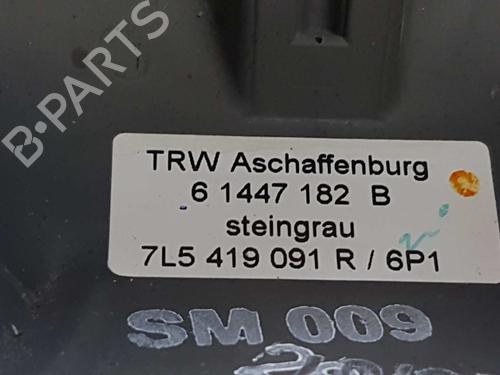 B-PARTS
TRW Aschaffenburg
6 1447 182 B
steingrau
7L5 419 091 R / 6P1
SM 009